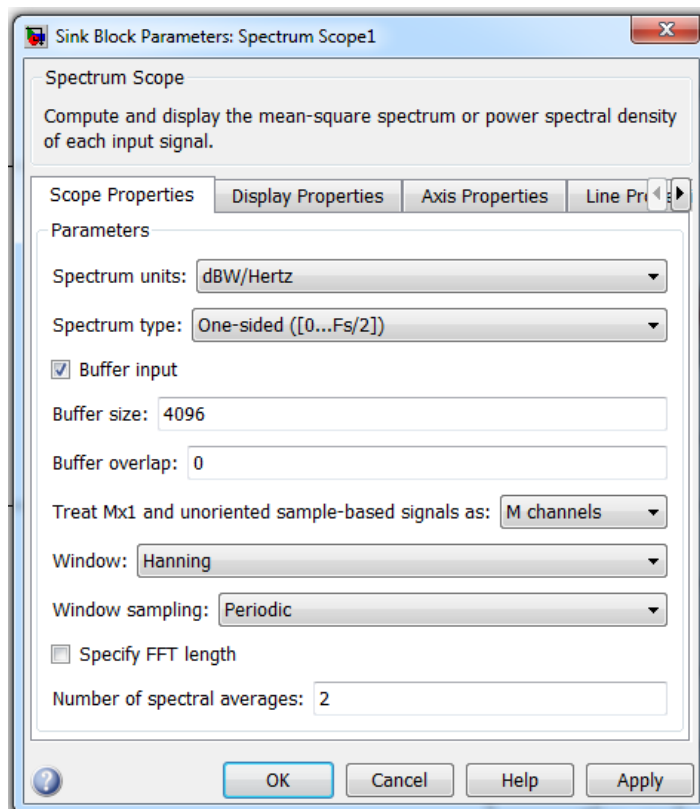 Sink Block Parameters: Spectrum Scope1
Spectrum Scope
Compute and display the mean-square spectrum or power spectral density
of each input signal.
Scope Properties Display Properties Axis Properties Line Pr
Parameters
Spectrum units: dBW/Hertz
Spectrum type: One-sided ([0...Fs/2])
Buffer input
Buffer size: 4096
Buffer overlap: 0
Treat Mx1 and unoriented sample-based signals as: M channels
Window: Hanning
Window sampling: Periodic
Specify FFT length
Number of spectral averages: 2
? OK Cancel Help Apply